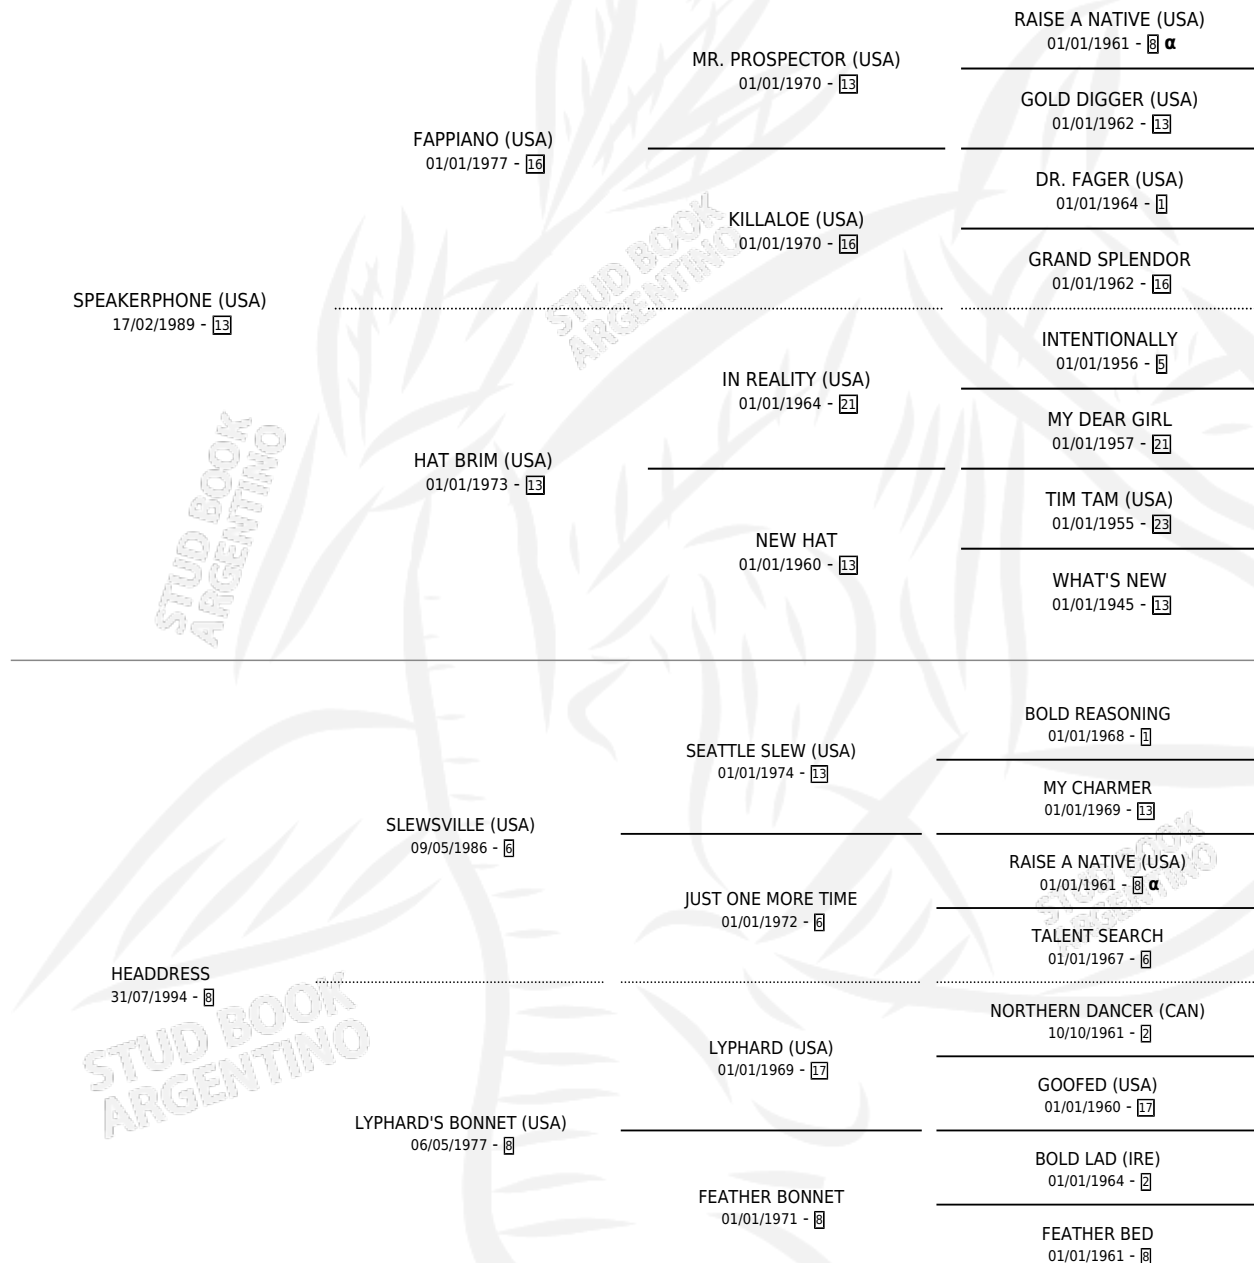 RAISE A NATIVE (USA)
01/01/1961 - 8 α
MR. PROSPECTOR (USA)
01/01/1970 - 13
GOLD DIGGER (USA)
01/01/1962 - 13
FAPPIANO (USA)
01/01/1977 - 16
DR. FAGER (USA)
01/01/1964 - 1
KILLALOE (USA)
01/01/1970 - 16
GRAND SPLENDOR
01/01/1962 - 16
SPEAKERPHONE (USA)
17/02/1989 - 13
INTENTIONALLY
01/01/1956 - 5
IN REALITY (USA)
01/01/1964 - 21
MY DEAR GIRL
01/01/1957 - 21
HAT BRIM (USA)
01/01/1973 - 13
TIM TAM (USA)
01/01/1955 - 23
NEW HAT
01/01/1960 - 13
WHAT'S NEW
01/01/1945 - 13
BOLD REASONING
01/01/1968 - 1
SEATTLE SLEW (USA)
01/01/1974 - 13
MY CHARMER
01/01/1969 - 13
SLEWSVILLE (USA)
09/05/1986 - 6
RAISE A NATIVE (USA)
01/01/1961 - 8 α
JUST ONE MORE TIME
01/01/1972 - 6
TALENT SEARCH
01/01/1967 - 6
HEADDRESS
31/07/1994 - 8
NORTHERN DANCER (CAN)
10/10/1961 - 2
LYPHARD (USA)
01/01/1969 - 17
GOOFED (USA)
01/01/1960 - 17
LYPHARD'S BONNET (USA)
06/05/1977 - 8
BOLD LAD (IRE)
01/01/1964 - 2
FEATHER BONNET
01/01/1971 - 8
FEATHER BED
01/01/1961 - 8
STUD BOOK
ARGENTINO
STUD BOOK
ARGENTINO
STUD BOOK
ARGENTINO
STUD BOOK
ARGENTINO